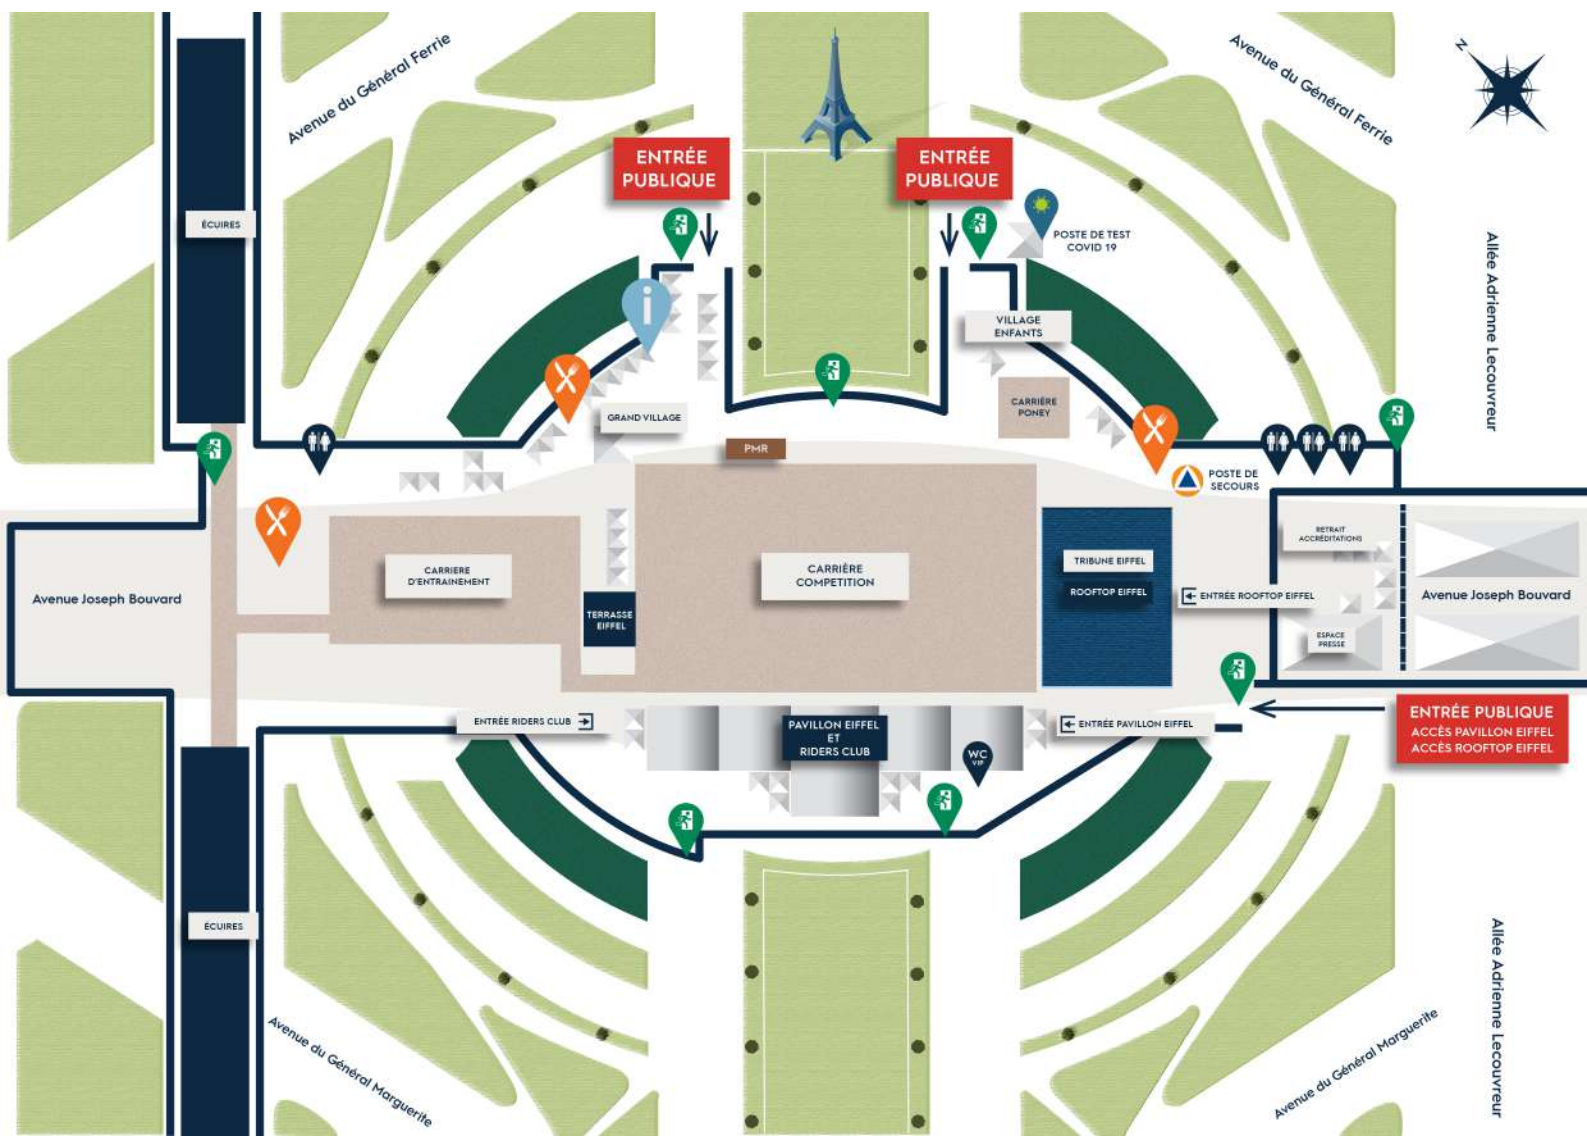 Avenue du Général Ferrie
Avenue du Général Ferrie
N
ENTRÉE
PUBLIQUE
ENTRÉE
PUBLIQUE
ÉCUIRES
POSTE DE TEST
COVID 19
Allée Adrienne Lecouvreur
i
VILLAGE
ENFANTS
CARRIÈRE
PONEY
GRAND VILLAGE
PMR
POSTE DE
SECOURS
RETRAIT
ACCRÉDITATIONS
CARRIERE
D'ENTRAINEMENT
CARRIÈRE
COMPETITION
TRIBUNE EIFFEL
ROOFTOP EIFFEL
ENTRÉE ROOFTOP EIFFEL
Avenue Joseph Bouvard
Avenue Joseph Bouvard
TERRASSE
EIFFEL
ESPACE
PRESSE
ENTRÉE RIDERS CLUB
PAVILLON EIFFEL
ET
RIDERS CLUB
ENTRÉE PAVILLON EIFFEL
ENTRÉE PUBLIQUE
ACCÈS PAVILLON EIFFEL
ACCÈS ROOFTOP EIFFEL
WC
VIP
ÉCUIRES
Allée Adrienne Lecouvreur
Avenue du Général Marguerite
Avenue du Général Marguerite